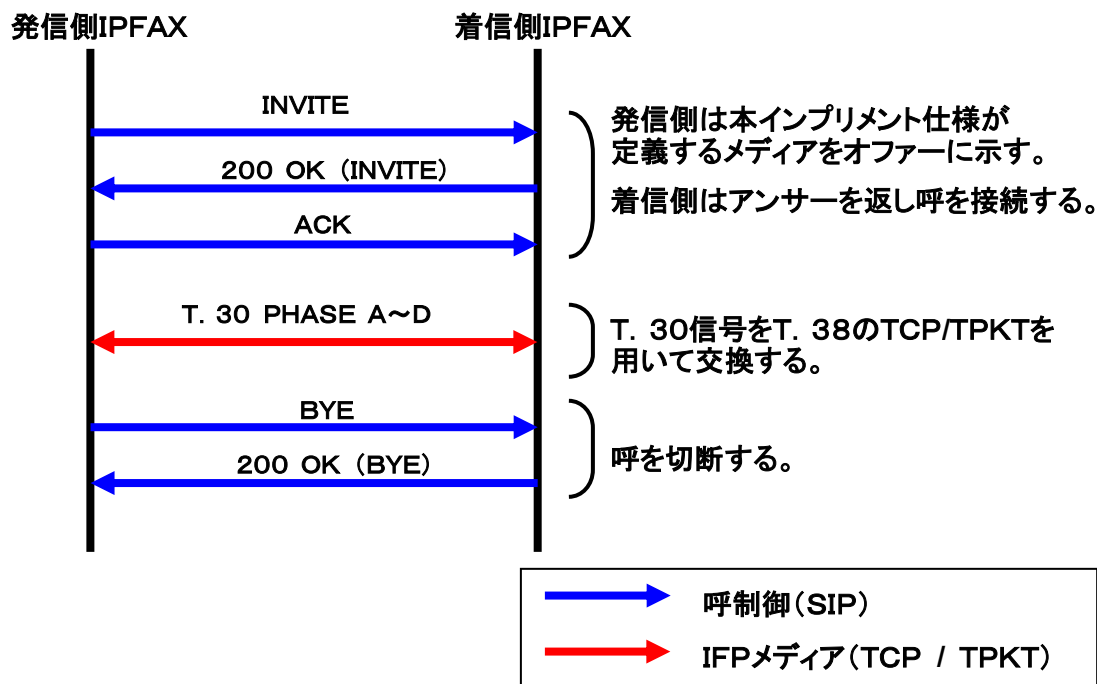 発信側IPFAX
着信側IPFAX
INVITE
発信側は本インプリメント仕様が
定義するメディアをオファーに示す。
200 OK (INVITE)
着信側はアンサーを返し呼を接続する。
ACK
T. 30 PHASE A～D
T. 30信号をT. 38のTCP/TPKTを
用いて交換する。
BYE
200 OK (BYE)
呼を切断する。
呼制御(SIP)
IFPメディア(TCP / TPKT)